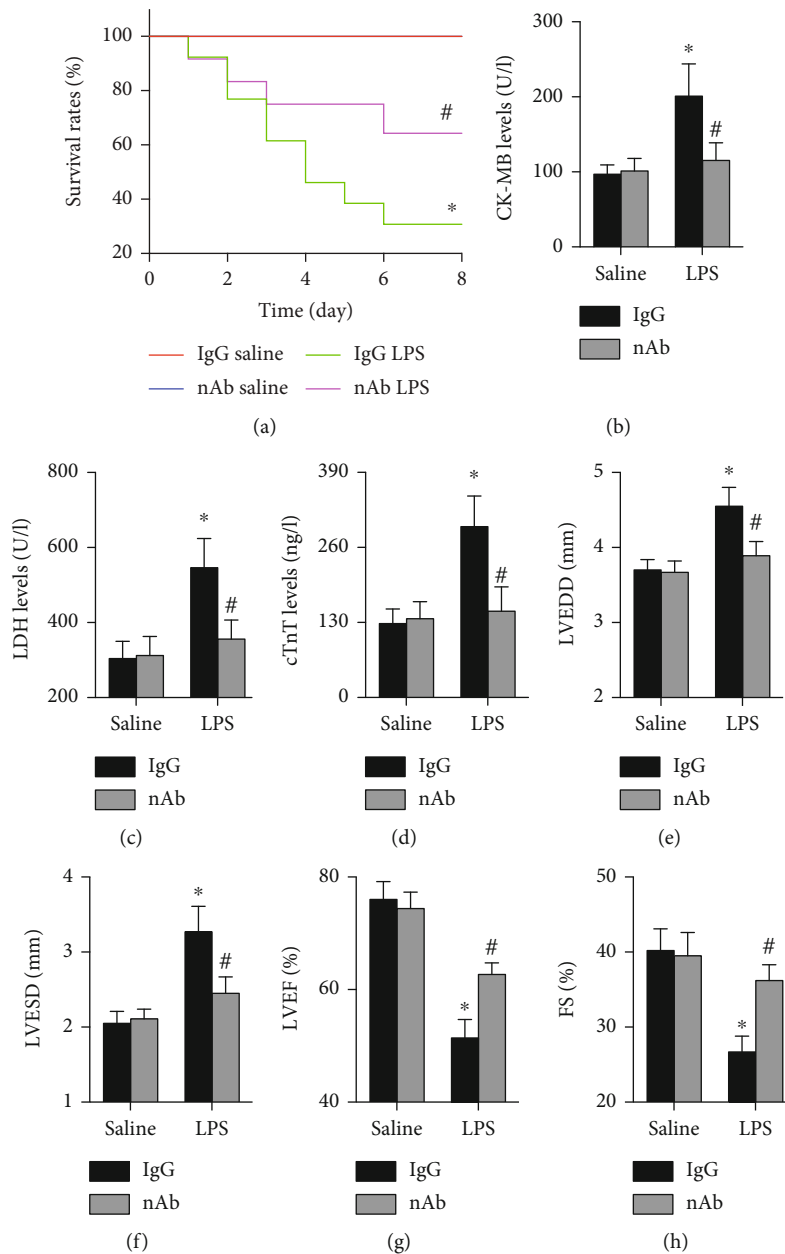 100
80
60
40
20
Survival rates (%)
#
*
0 2 4 6 8
Time (day)
IgG saline IgG LPS
nAb saline nAb LPS
(a)
300
200
100
0
CK-MB levels (U/l)
*
#
Saline LPS
IgG
nAb
(b)
800
600
400
200
LDH levels (U/l)
*
#
Saline LPS
IgG
nAb
(c)
390
260
130
0
cTnT levels (ng/l)
*
#
Saline LPS
IgG
nAb
(d)
5
4
3
2
LVEDD (mm)
*
#
Saline LPS
IgG
nAb
(e)
4
3
2
1
LVESD (mm)
*
#
Saline LPS
IgG
nAb
(f)
80
60
40
LVEF (%)
*
#
Saline LPS
IgG
nAb
(g)
50
40
30
20
FS (%)
*
#
Saline LPS
IgG
nAb
(h)